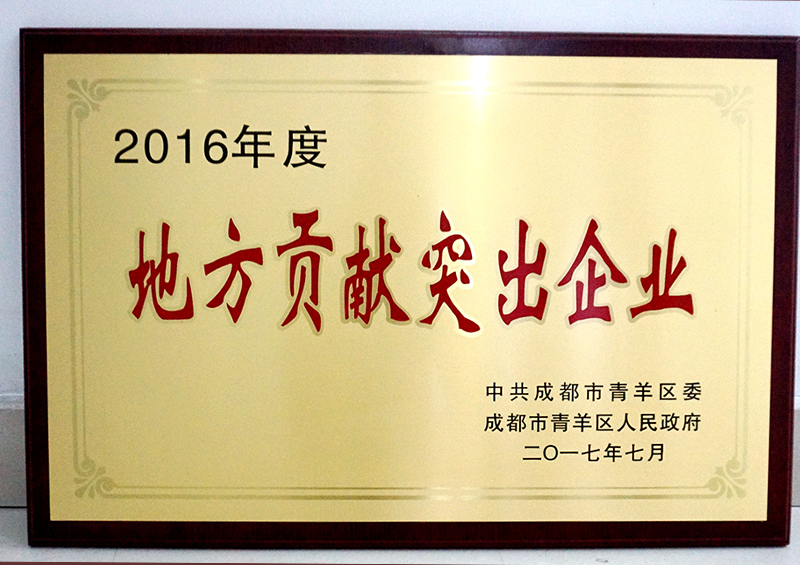 2016年度
地方贡献突出企业
中共成都市青羊区委
成都市青羊区人民政府
二〇一七年七月